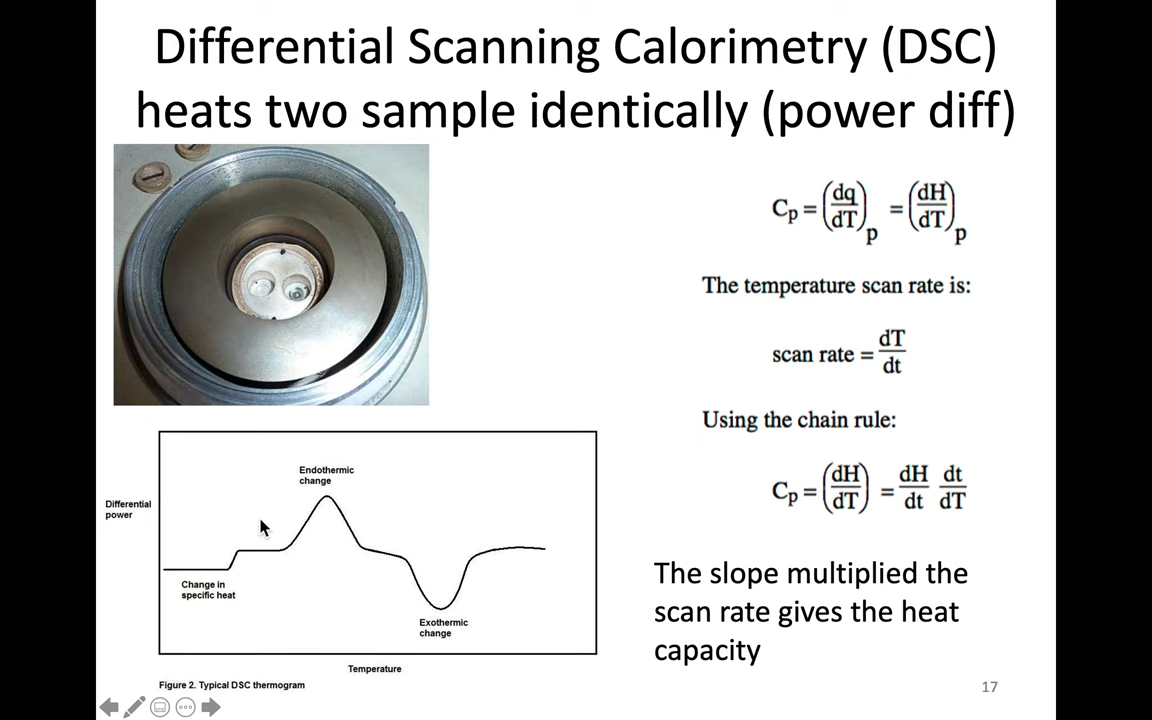 Differential Scanning Calorimetry (DSC)
heats two sample identically (power diff)
Cp = (dq/dT)p = (dH/dT)p
The temperature scan rate is:
scan rate = dT/dt
Using the chain rule:
Cp = (dH/dT) = dH/dt dt/dT
The slope multiplied the
scan rate gives the heat
capacity
Endothermic
change
Differential
power
Change in
specific heat
Exothermic
change
Temperature
Figure 2. Typical DSC thermogram
17